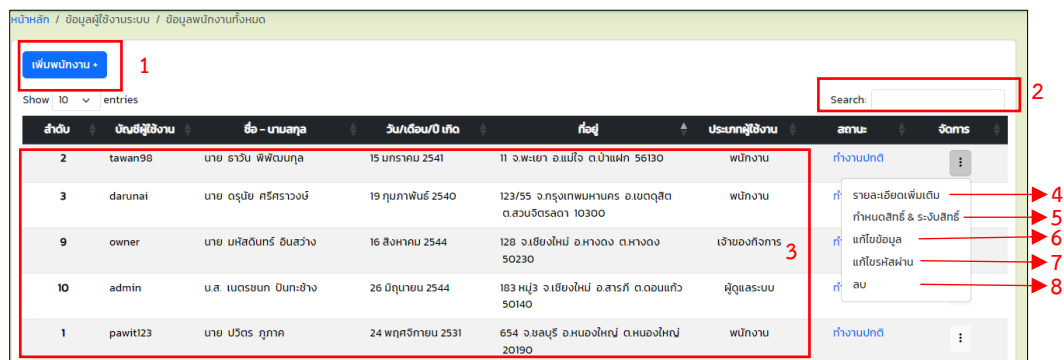 หน้าหลัก / ข้อมูลผู้ใช้งานระบบ / ข้อมูลพนักงานทั้งหมด
เพิ่มพนักงาน +
1
Show 10 entries
Search:
2
ลำดับ บัญชีผู้ใช้งาน ชื่อ - นามสกุล วัน/เดือน/ปี เกิด ที่อยู่ ประเภทผู้ใช้งาน สถานะ จัดการ
2 tawan98 นาย ธาวัน พิพัฒนกุล 15 มกราคม 2541 11 จ.พะเยา อ.แม่ใจ ต.ป่าแฝก 56130 พนักงาน ทำงานปกติ
3 darunai นาย ดรุนัย ศรีศราวงษ์ 19 กุมภาพันธ์ 2540 123/55 จ.กรุงเทพมหานคร อ.เขตดุสิต พนักงาน
ต.สวนจิตรลดา 10300
รายละเอียดเพิ่มเติม 4
กำหนดสิทธิ์ & ระงับสิทธิ์ 5
9 owner นาย มหัสดินทร์ อินสว่าง 16 สิงหาคม 2544 128 จ.เชียงใหม่ อ.หางดง ต.หางดง เจ้าของกิจการ
50230
3
แก้ไขข้อมูล 6
แก้ไขรหัสผ่าน 7
10 admin น.ส. เนตรชนก ปันทะช้าง 26 มิถุนายน 2544 183 หมู่3 จ.เชียงใหม่ อ.สารภี ต.ดอนแก้ว ผู้ดูแลระบบ
50140
ลบ 8
1 pawit123 นาย ปวิตร ภูภาค 24 พฤศจิกายน 2531 654 จ.ชลบุรี อ.หนองใหญ่ ต.หนองใหญ่ พนักงาน ทำงานปกติ
20190